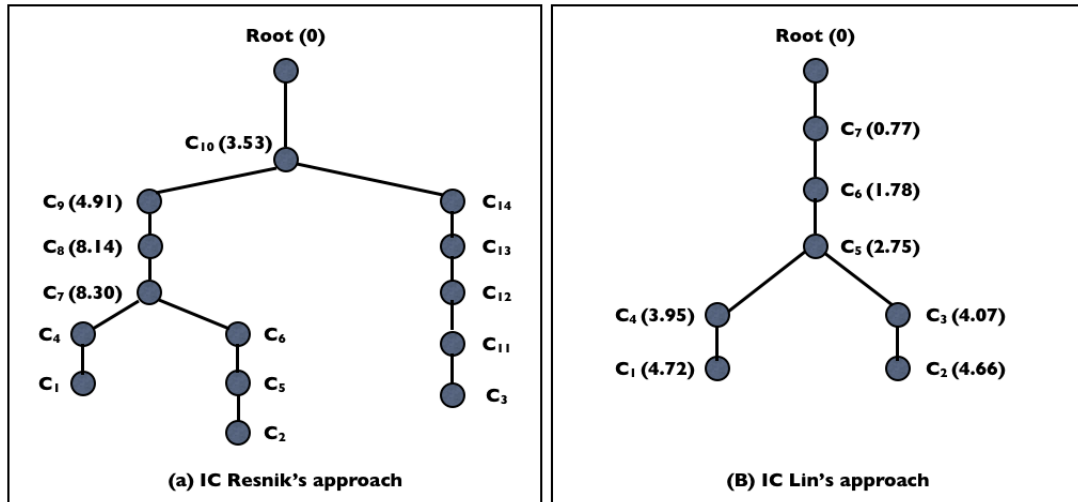 Root (0)
C₁₀ (3.53)
C₉ (4.91)
C₁₄
C₈ (8.14)
C₁₃
C₇ (8.30)
C₁₂
C₄
C₆
C₁₁
C₁
C₅
C₃
C₂
(a) IC Resnik's approach
Root (0)
C₇ (0.77)
C₆ (1.78)
C₅ (2.75)
C₄ (3.95)
C₃ (4.07)
C₁ (4.72)
C₂ (4.66)
(B) IC Lin's approach